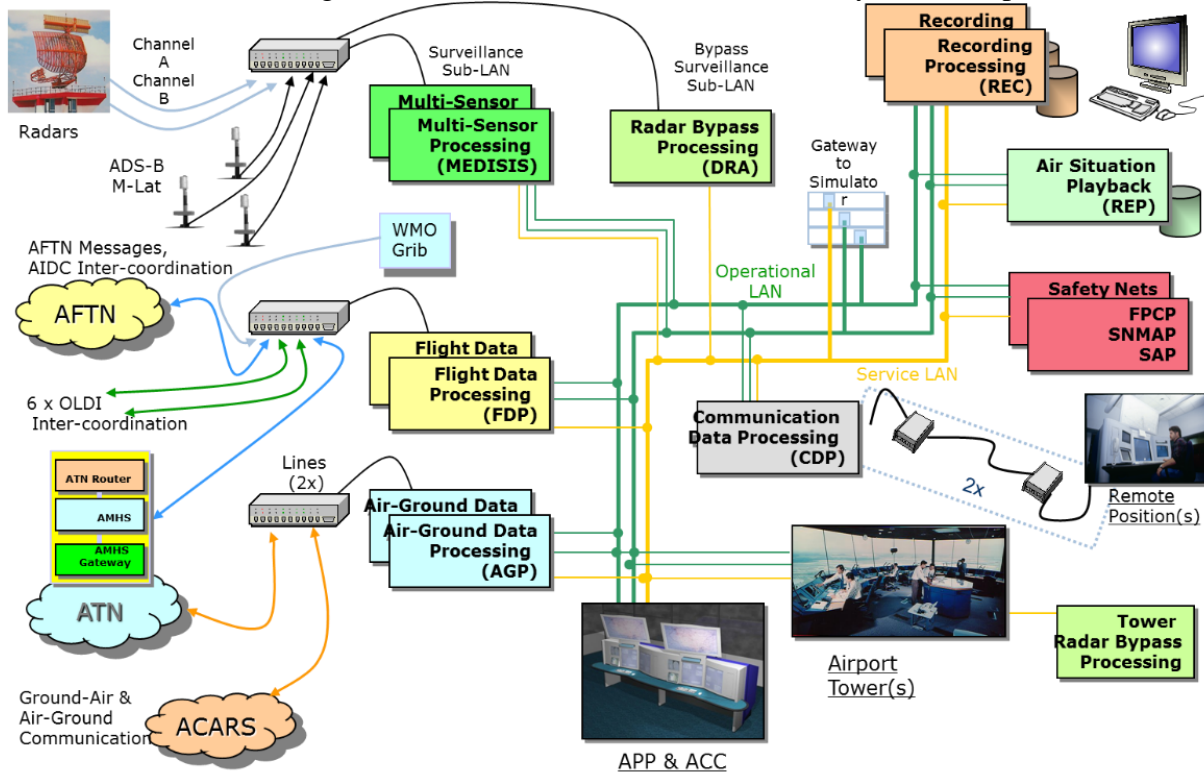 Channel
A
Channel
B
Radars
Surveillance
Sub-LAN
Bypass
Surveillance
Sub-LAN
Recording
Recording
Processing
(REC)
Multi-Sensor
Multi-Sensor
Processing
(MEDISIS)
Radar Bypass
Processing
(DRA)
Gateway
to
Simulato
r
Air Situation
Playback
(REP)
ADS-B
M-Lat
WMO
Grib
AFTN Messages,
AIDC Inter-coordination
AFTN
Operational
LAN
Safety Nets
FPCP
SNMAP
SAP
Flight Data
Flight Data
Processing
(FDP)
Service LAN
6 x OLDI
Inter-coordination
Communication
Data Processing
(CDP)
2x
Remote
Position(s)
Lines
(2x)
ATN Router
AMHS
AMHS
Gateway
ATN
Air-Ground Data
Air-Ground Data
Processing
(AGP)
Airport
Tower(s)
Tower
Radar Bypass
Processing
Ground-Air &
Air-Ground
Communication
ACARS
APP & ACC